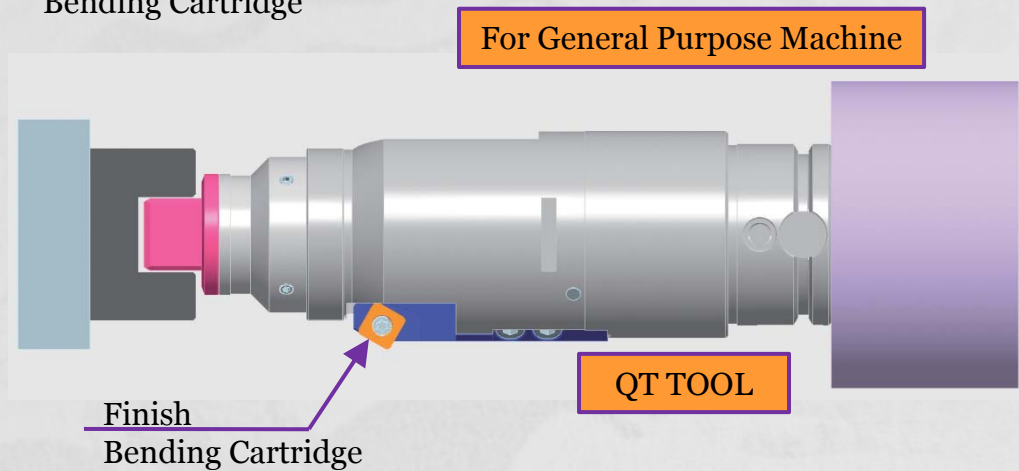 Bending Cartridge
For General Purpose Machine
QT TOOL
Finish
Bending Cartridge